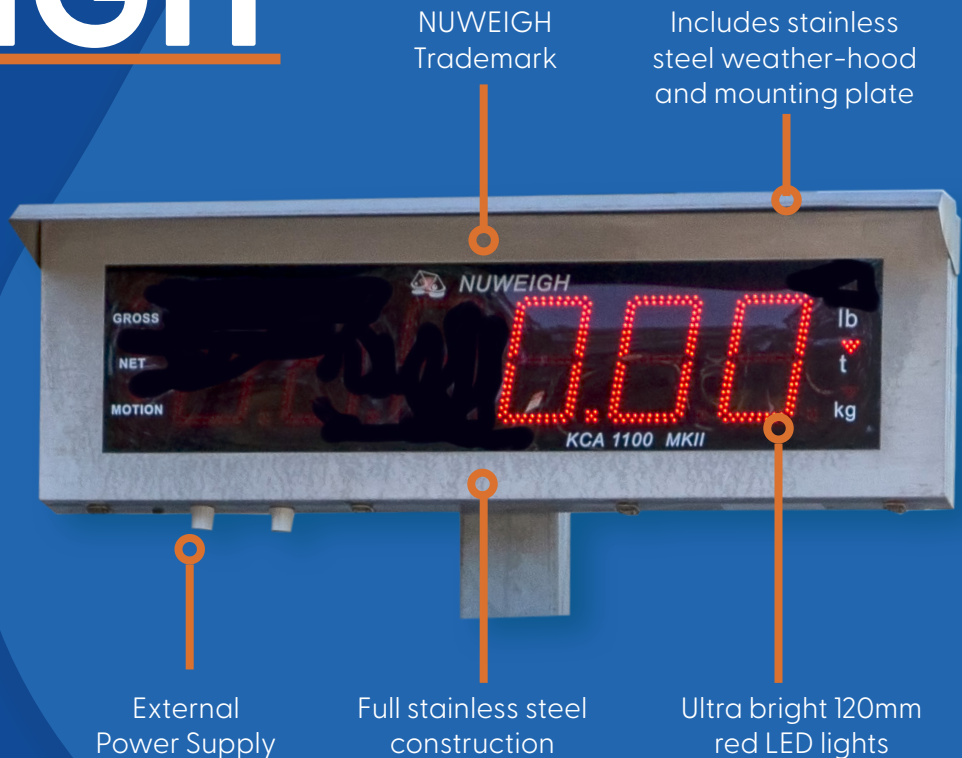 NUWEIGH
Trademark
Includes stainless
steel weather-hood
and mounting plate
NUWEIGH
GROSS
NET
MOTION
0.00
lb
t
kg
KCA 1100 MKII
External
Power Supply
Full stainless steel
construction
Ultra bright 120mm
red LED lights